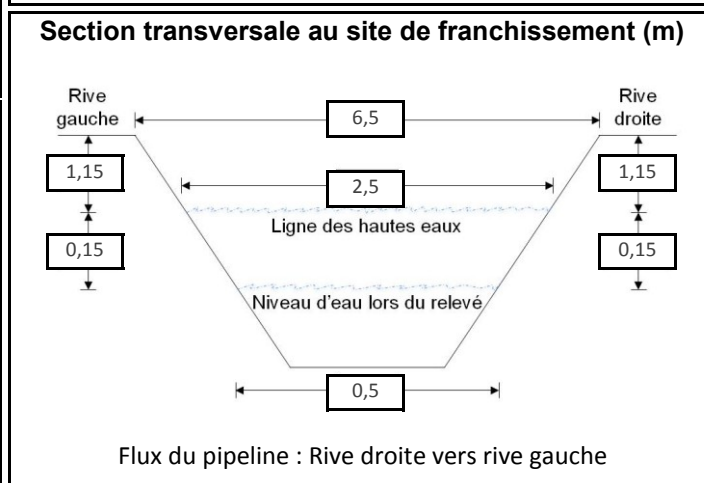 Section transversale au site de franchissement (m)
Rive gauche
6,5
Rive droite
1,15
2,5
1,15
Ligne des hautes eaux
0,15
0,15
Niveau d'eau lors du relevé
0,5
Flux du pipeline : Rive droite vers rive gauche